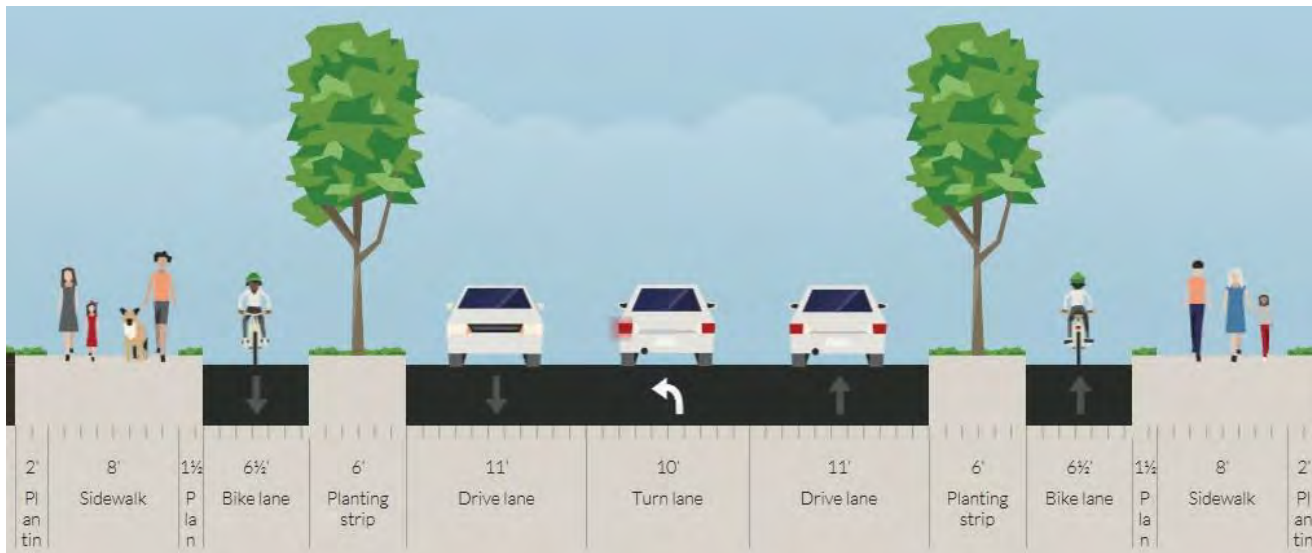 2' 8' 1½ 6½' 6' 11' 10' 11' 6' 6½' 1½ 8' 2'
Pl Sidewalk P Bike lane Planting Drive lane Turn lane Drive lane Planting Bike lane P Sidewalk Pl
an la strip strip la an
tin n n tin